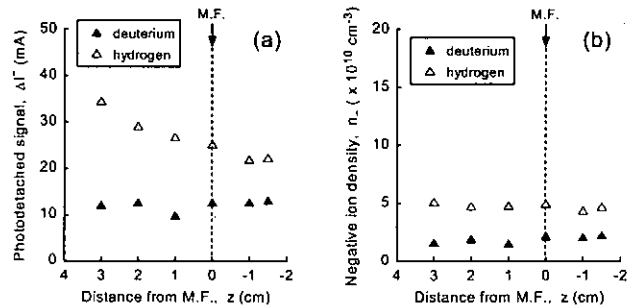 M.F.
deuterium
hydrogen
(a)
Photodetached signal, ΔI⁻ (mA)
50
40
30
20
10
0
4 3 2 1 0 -1 -2
Distance from M.F., z (cm)
M.F.
deuterium
hydrogen
(b)
Negative ion density, n₋ ( x 10¹⁰ cm⁻³)
20
15
10
5
0
4 3 2 1 0 -1 -2
Distance from M.F., z (cm)